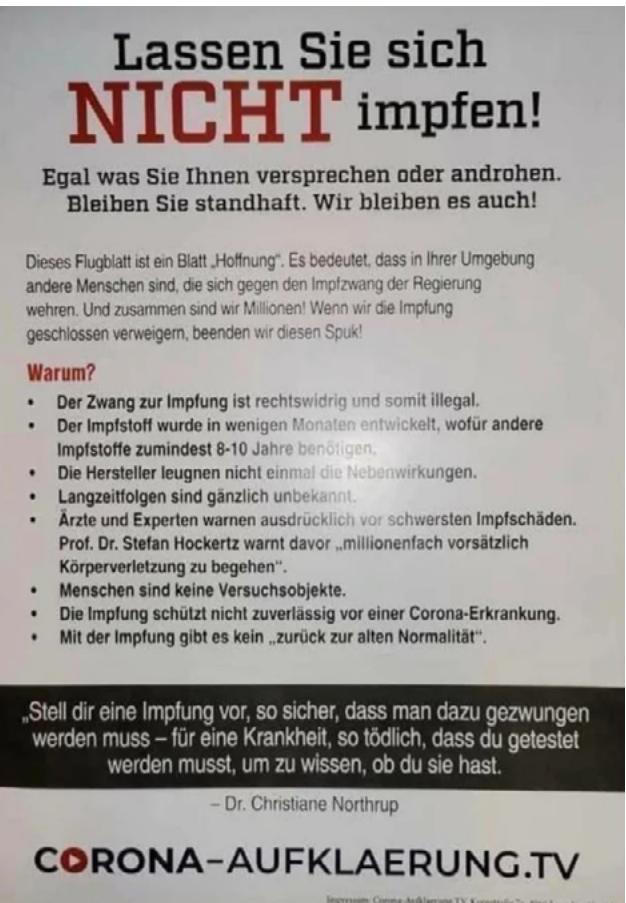 Lassen Sie sich
NICHT impfen!
Egal was Sie Ihnen versprechen oder androhen.
Bleiben Sie standhaft. Wir bleiben es auch!
Dieses Flugblatt ist ein Blatt „Hoffnung“. Es bedeutet, dass in Ihrer Umgebung
andere Menschen sind, die sich gegen den Impfzwang der Regierung
wehren. Und zusammen sind wir Millionen! Wenn wir die Impfung
geschlossen verweigern, beenden wir diesen Spuk!
Warum?
• Der Zwang zur Impfung ist rechtswidrig und somit illegal.
• Der Impfstoff wurde in wenigen Monaten entwickelt, wofür andere
Impfstoffe zumindest 8-10 Jahre benötigen.
• Die Hersteller leugnen nicht einmal die Nebenwirkungen.
• Langzeitfolgen sind gänzlich unbekannt.
• Ärzte und Experten warnen ausdrücklich vor schwersten Impfschäden.
Prof. Dr. Stefan Hockertz warnt davor „millionenfach vorsätzlich
Körperverletzung zu begehen“.
• Menschen sind keine Versuchsobjekte.
• Die Impfung schützt nicht zuverlässig vor einer Corona-Erkrankung.
• Mit der Impfung gibt es kein „zurück zur alten Normalität“.
„Stell dir eine Impfung vor, so sicher, dass man dazu gezwungen
werden muss – für eine Krankheit, so tödlich, dass du getestet
werden musst, um zu wissen, ob du sie hast.
– Dr. Christiane Northrup
CORONA-AUFKLAERUNG.TV
Impressum: Corona-Aufklaerung.TV